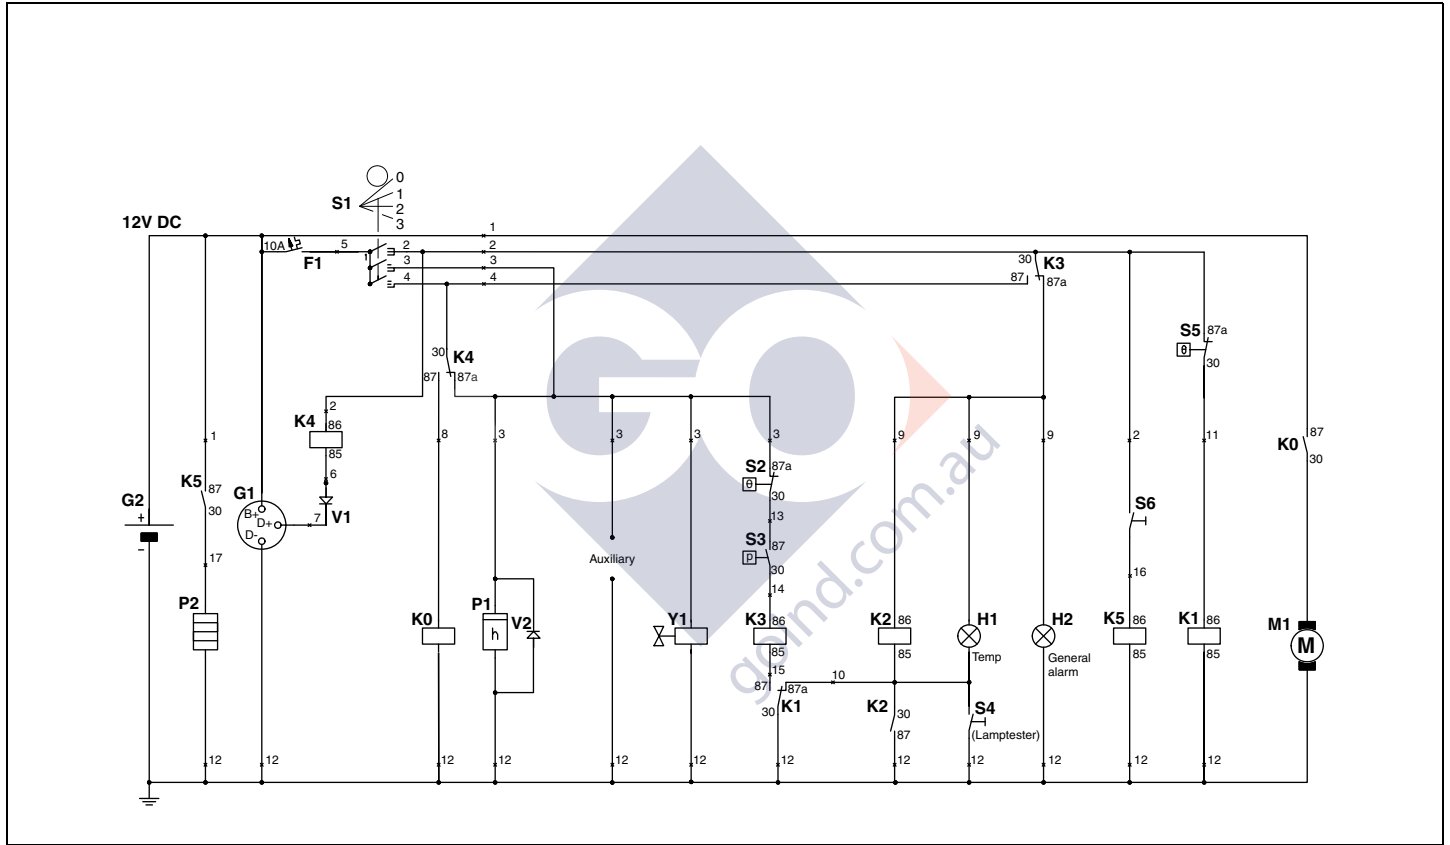 0
1
S1
2
3
12V DC
1
10A
5
2
2
F1
3
3
30
K3
4
4
87
87a
S5
87a
θ
30
30
K4
87
87a
2
K4
86
1
8
3
3
3
3
9
9
9
2
11
K0
87
30
85
S2
87a
6
θ
30
K5
87
G1
G2
30
B+
D+
V1
7
13
S6
+
-
D-
S3
87
P
30
17
Auxiliary
14
16
P2
K0
P1
h
V2
Y1
K3
86
85
K2
86
85
H1
Temp
H2
General
alarm
K5
86
85
K1
86
85
M1
M
15
10
87
87a
30
K1
K2
30
87
S4
(Lamptester)
12
12
12
12
12
12
12
12
12
12
12
12
GO
goind.com.au